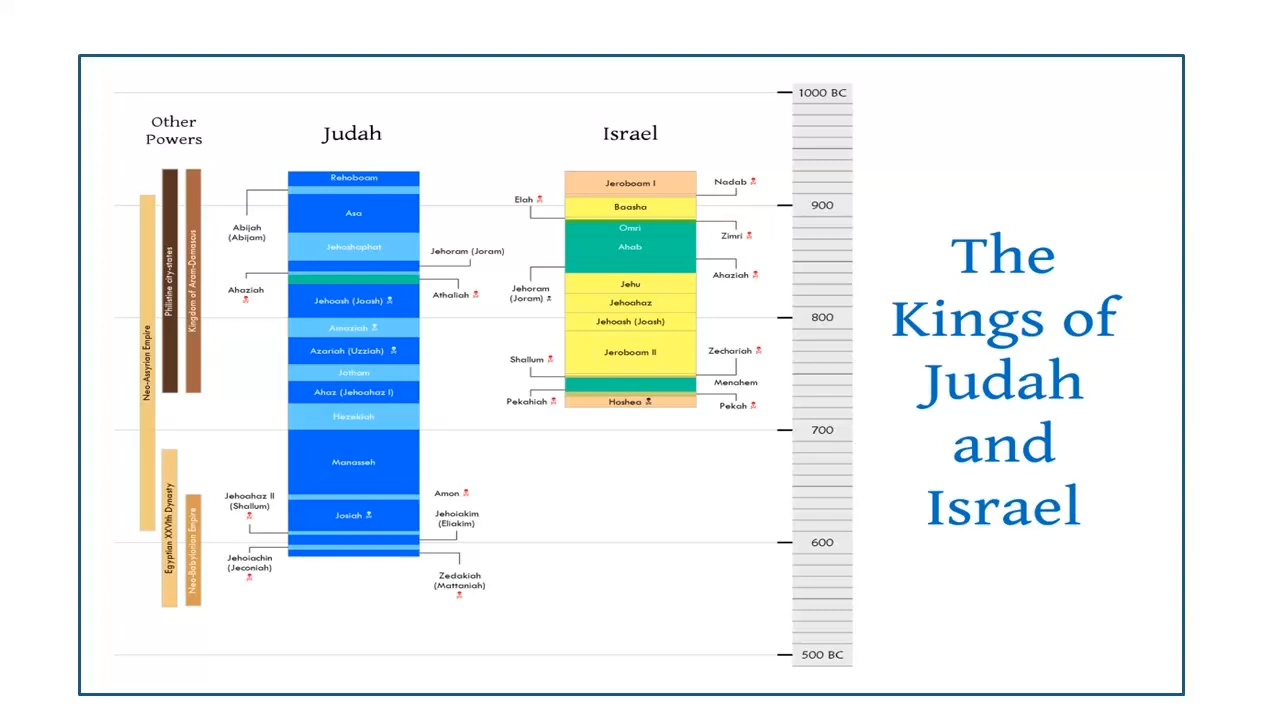 1000 BC
Other
Powers
Judah
Israel
Rehoboam
Jeroboam I
Nadab
Elah
900
Baasha
Asa
Abijah
(Abijam)
Omri
Zimri
Jehoshaphat
Ahab
Jehoram (Joram)
Ahaziah
Jehu
Jehoram
(Joram)
Ahaziah
Athaliah
Jehoash (Joash)
Jehoahaz
800
Jehoash (Joash)
Amaziah
Azariah (Uzziah)
Jeroboam II
Zechariah
Shallum
Jotham
Menahem
Ahaz (Jehoahaz I)
Pekahiah
Hoshea
Pekah
Hezekiah
700
Manasseh
Amon
Jehoahaz II
(Shallum)
Josiah
Jehoiakim
(Eliakim)
600
Jehoiachin
(Jeconiah)
Zedakiah
(Mattaniah)
500 BC
Neo-Assyrian Empire
Philistine city-states
Kingdom of Aram-Damascus
Egyptian XXVIth Dynasty
Neo-Babylonian Empire
The
Kings of
Judah
and
Israel